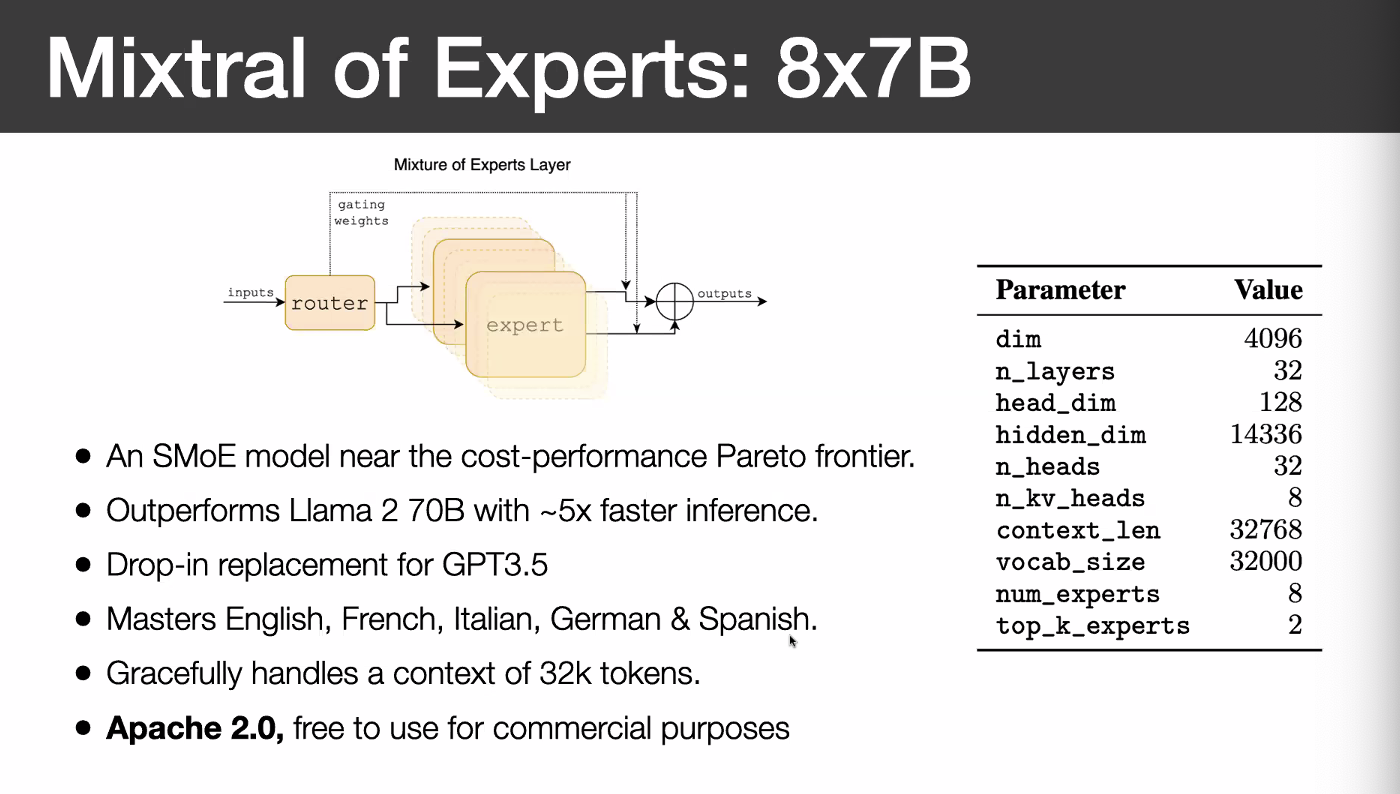 Mixtral of Experts: 8x7B
Mixture of Experts Layer
gating
weights
inputs
router
expert
outputs
● An SMoE model near the cost-performance Pareto frontier.
● Outperforms Llama 2 70B with ~5x faster inference.
● Drop-in replacement for GPT3.5
● Masters English, French, Italian, German & Spanish.
● Gracefully handles a context of 32k tokens.
● Apache 2.0, free to use for commercial purposes
Parameter Value
dim 4096
n_layers 32
head_dim 128
hidden_dim 14336
n_heads 32
n_kv_heads 8
context_len 32768
vocab_size 32000
num_experts 8
top_k_experts 2